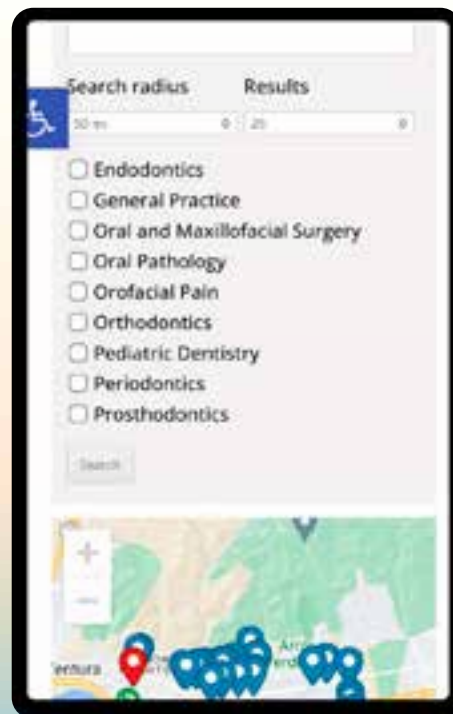 Search radius Results
50 mi 25
Endodontics
General Practice
Oral and Maxillofacial Surgery
Oral Pathology
Orofacial Pain
Orthodontics
Pediatric Dentistry
Periodontics
Prosthodontics
Search
Ventura